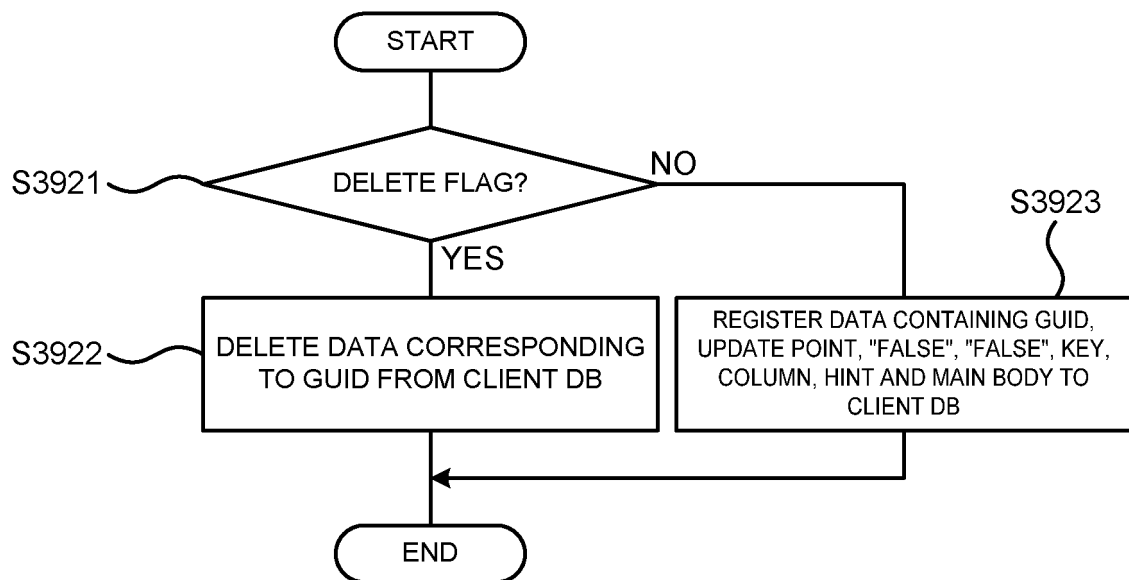 START
S3921
DELETE FLAG?
NO
S3923
YES
S3922
DELETE DATA CORRESPONDING
TO GUID FROM CLIENT DB
REGISTER DATA CONTAINING GUID,
UPDATE POINT, "FALSE", "FALSE", KEY,
COLUMN, HINT AND MAIN BODY TO
CLIENT DB
END